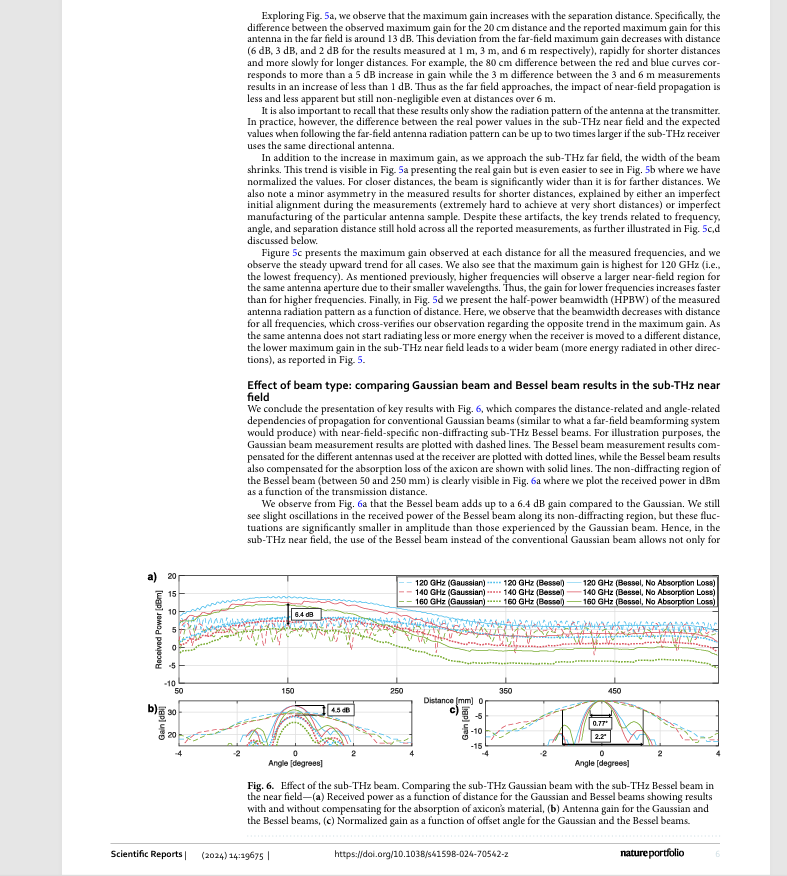 Exploring Fig. 5a, we observe that the maximum gain increases with the separation distance. Specifically, the
difference between the observed maximum gain for the 20 cm distance and the reported maximum gain for this
antenna in the far field is around 13 dB. This deviation from the far-field maximum gain decreases with distance
(6 dB, 3 dB, and 2 dB for the results measured at 1 m, 3 m, and 6 m respectively), rapidly for shorter distances
and more slowly for longer distances. For example, the 80 cm difference between the red and blue curves cor-
responds to more than a 5 dB increase in gain while the 3 m difference between the 3 and 6 m measurements
results in an increase of less than 1 dB. Thus as the far field approaches, the impact of near-field propagation is
less and less apparent but still non-negligible even at distances over 6 m.
It is also important to recall that these results only show the radiation pattern of the antenna at the transmitter.
In practice, however, the difference between the real power values in the sub-THz near field and the expected
values when following the far-field antenna radiation pattern can be up to two times larger if the sub-THz receiver
uses the same directional antenna.
In addition to the increase in maximum gain, as we approach the sub-THz far field, the width of the beam
shrinks. This trend is visible in Fig. 5a presenting the real gain but is even easier to see in Fig. 5b where we have
normalized the values. For closer distances, the beam is significantly wider than it is for farther distances. We
also note a minor asymmetry in the measured results for shorter distances, explained by either an imperfect
initial alignment during the measurements (extremely hard to achieve at very short distances) or imperfect
manufacturing of the particular antenna sample. Despite these artifacts, the key trends related to frequency,
angle, and separation distance still hold across all the reported measurements, as further illustrated in Fig. 5c,d
discussed below.
Figure 5c presents the maximum gain observed at each distance for all the measured frequencies, and we
observe the steady upward trend for all cases. We also see that the maximum gain is highest for 120 GHz (i.e.,
the lowest frequency). As mentioned previously, higher frequencies will observe a larger near-field region for
the same antenna aperture due to their smaller wavelengths. Thus, the gain for lower frequencies increases faster
than for higher frequencies. Finally, in Fig. 5d we present the half-power beamwidth (HPBW) of the measured
antenna radiation pattern as a function of distance. Here, we observe that the beamwidth decreases with distance
for all frequencies, which cross-verifies our observation regarding the opposite trend in the maximum gain. As
the same antenna does not start radiating less or more energy when the receiver is moved to a different distance,
the lower maximum gain in the sub-THz near field leads to a wider beam (more energy radiated in other direc-
tions), as reported in Fig. 5.
Effect of beam type: comparing Gaussian beam and Bessel beam results in the sub-THz near
field
We conclude the presentation of key results with Fig. 6, which compares the distance-related and angle-related
dependencies of propagation for conventional Gaussian beams (similar to what a far-field beamforming system
would produce) with near-field-specific non-diffracting sub-THz Bessel beams. For illustration purposes, the
Gaussian beam measurement results are plotted with dashed lines. The Bessel beam measurement results com-
pensated for the different antennas used at the receiver are plotted with dotted lines, while the Bessel beam results
also compensated for the absorption loss of the axicon are shown with solid lines. The non-diffracting region of
the Bessel beam (between 50 and 250 mm) is clearly visible in Fig. 6a where we plot the received power in dBm
as a function of the transmission distance.
We observe from Fig. 6a that the Bessel beam adds up to a 6.4 dB gain compared to the Gaussian. We still
see slight oscillations in the received power of the Bessel beam along its non-diffracting region, but these fluc-
tuations are significantly smaller in amplitude than those experienced by the Gaussian beam. Hence, in the
sub-THz near field, the use of the Bessel beam instead of the conventional Gaussian beam allows not only for
a)
Received Power [dBm]
20
15
10
5
0
-5
-10
120 GHz (Gaussian) 120 GHz (Bessel) 120 GHz (Bessel, No Absorption Loss)
140 GHz (Gaussian) 140 GHz (Bessel) 140 GHz (Bessel, No Absorption Loss)
160 GHz (Gaussian) 160 GHz (Bessel) 160 GHz (Bessel, No Absorption Loss)
6.4 dB
50 150 250 350 450
Distance [mm]
b)
Gain [dBi]
30
20
4.5 dB
-4 -2 0 2 4
Angle [degrees]
c)
Gain [dBi]
0
-5
-10
-15
0.77°
2.2°
-4 -2 0 2 4
Angle [degrees]
Fig. 6. Effect of the sub-THz beam. Comparing the sub-THz Gaussian beam with the sub-THz Bessel beam in
the near field—(a) Received power as a function of distance for the Gaussian and Bessel beams showing results
with and without compensating for the absorption of axicon's material, (b) Antenna gain for the Gaussian and
the Bessel beams, (c) Normalized gain as a function of offset angle for the Gaussian and the Bessel beams.
Scientific Reports | (2024) 14:19675 | https://doi.org/10.1038/s41598-024-70542-z natureportfolio 6